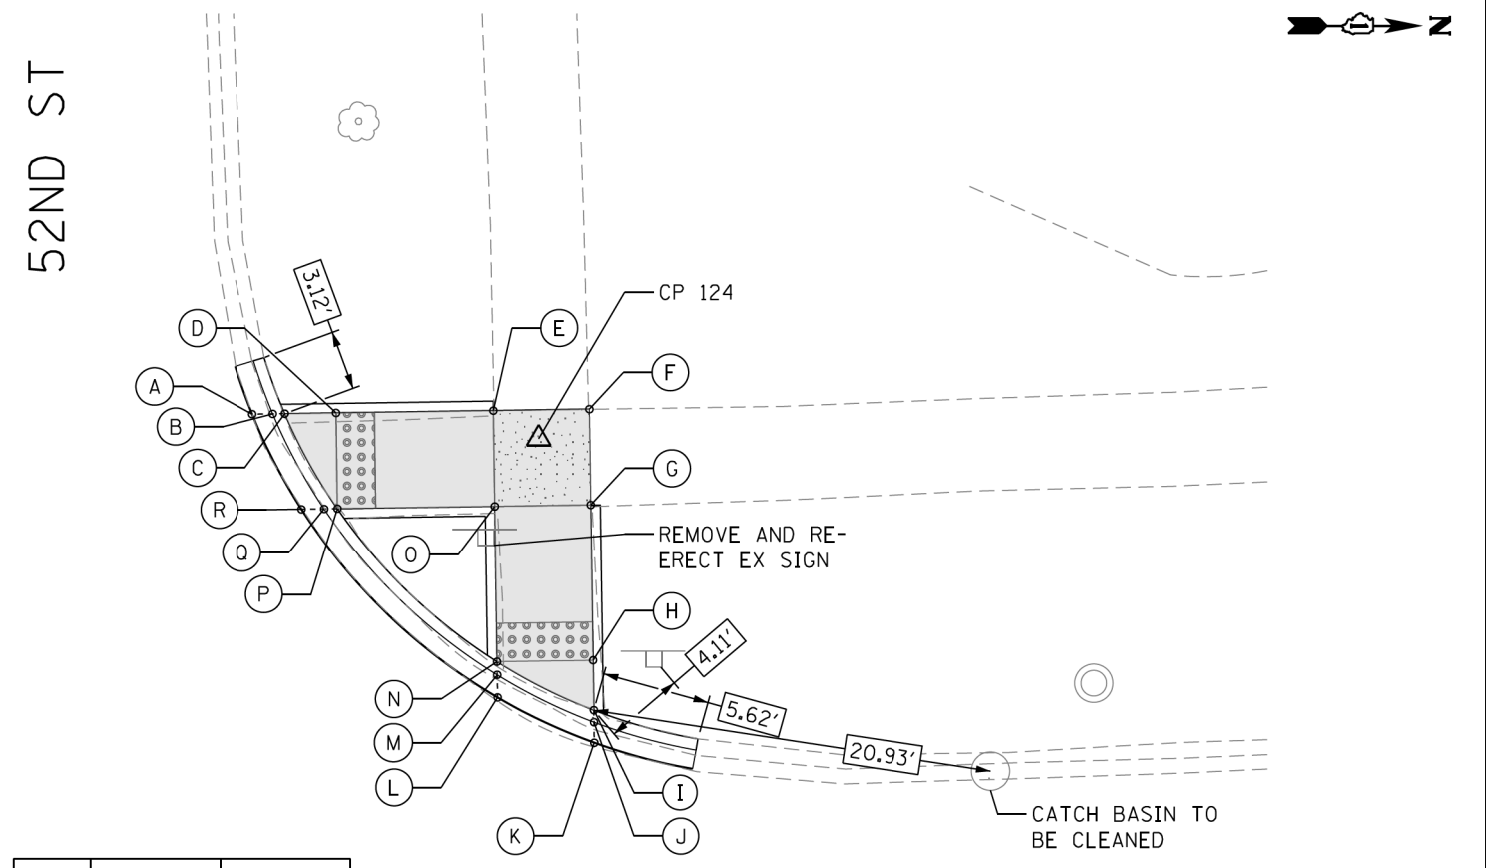 N
52ND ST
3.12'
CP 124
D
E
F
A
B
C
G
R
Q
O
P
REMOVE AND RE-
ERECT EX SIGN
H
4.11'
N
5.62'
M
20.93'
L
I
K
J
CATCH BASIN TO
BE CLEANED